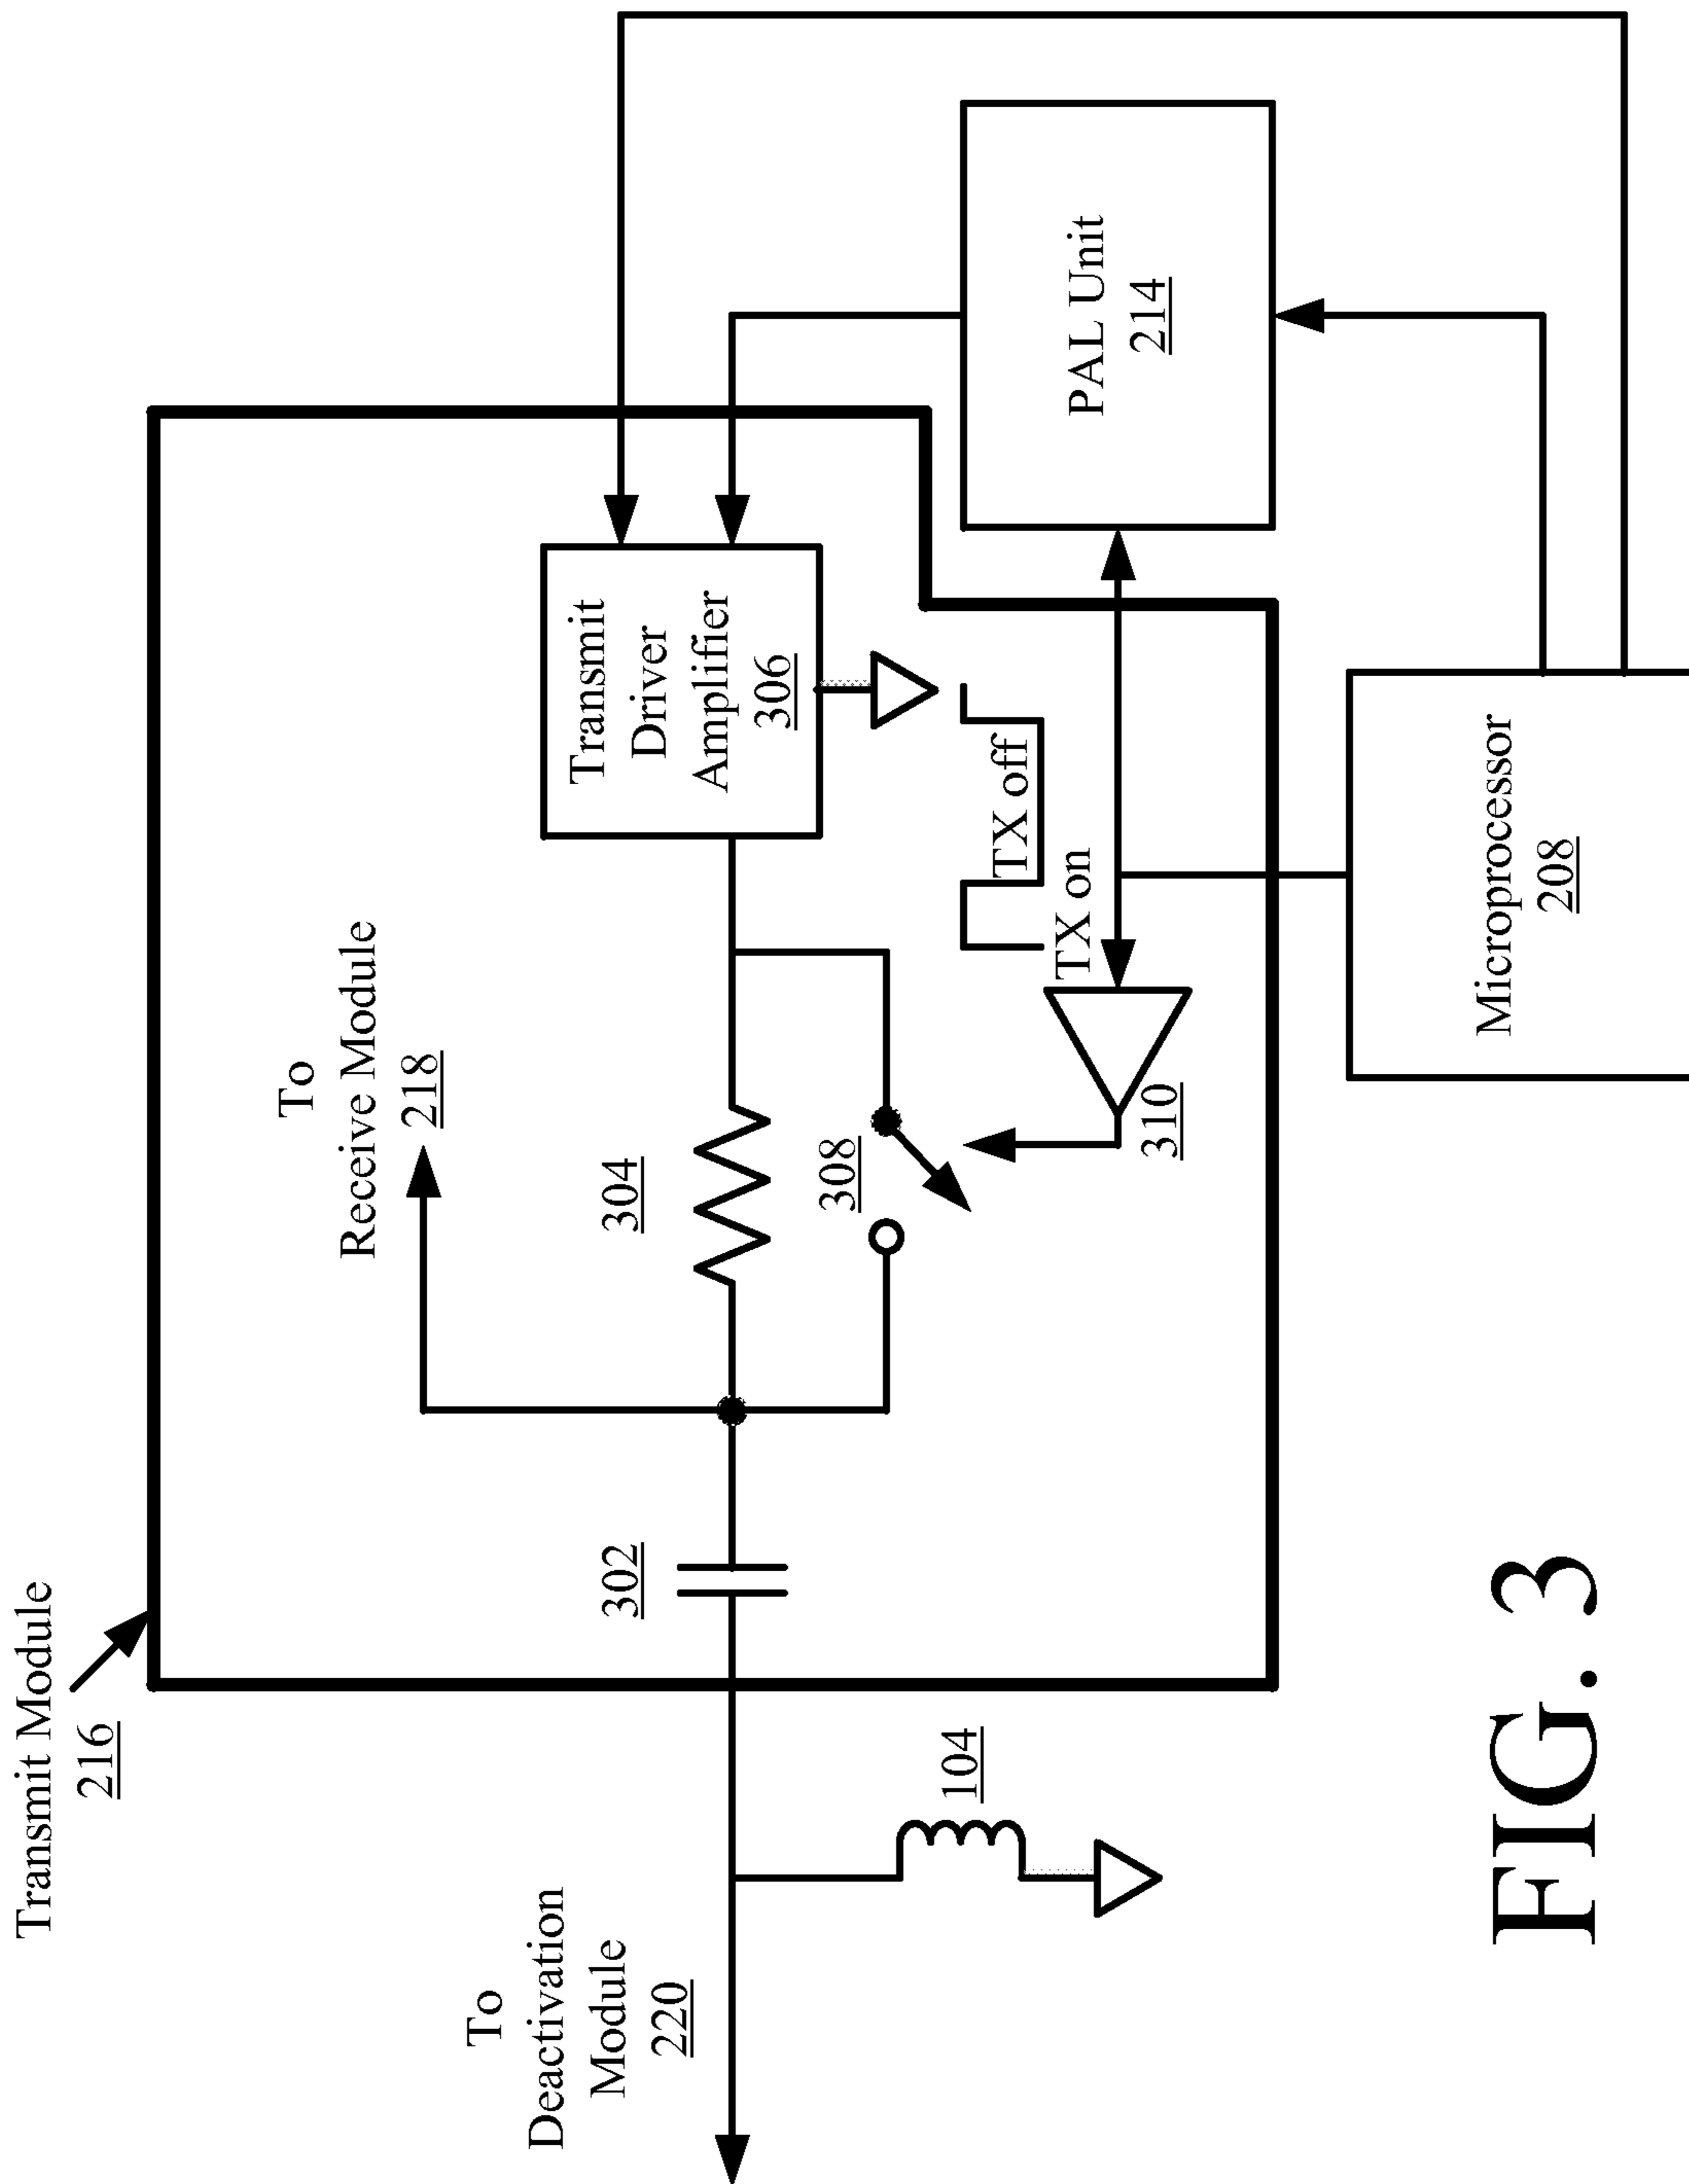 Transmit Module
216
To
Receive Module
218
Transmit
Driver
Amplifier
306
304
302
308
TX off
TX on
310
PAL Unit
214
To
Deactivation
Module
220
104
Microprocessor
208
FIG. 3